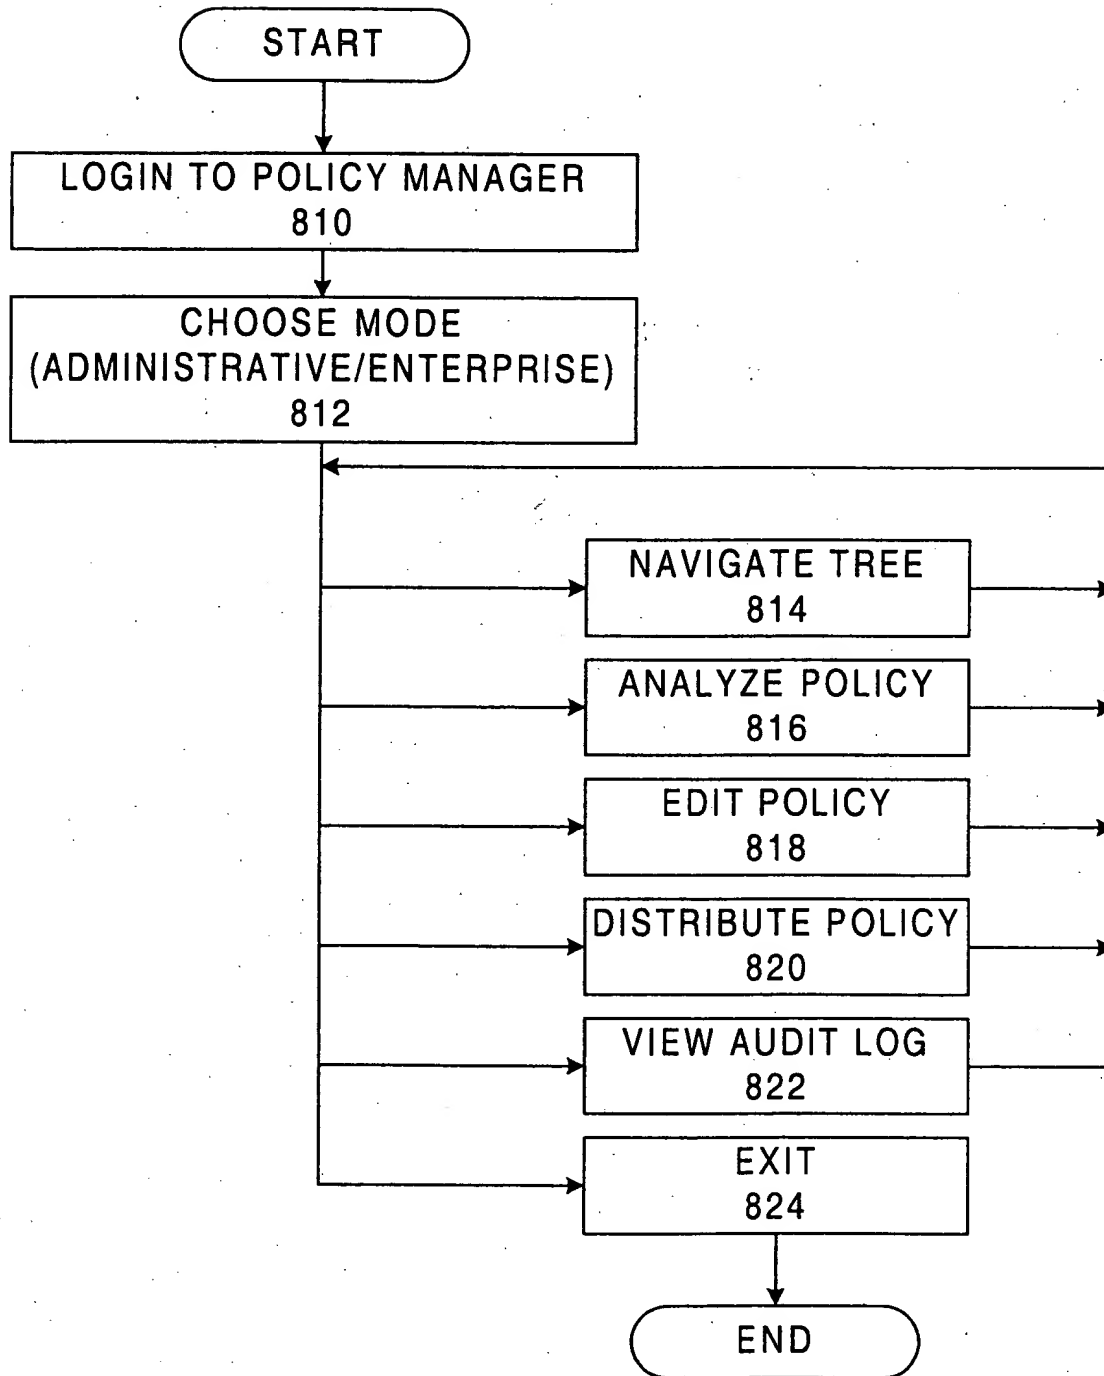 START
LOGIN TO POLICY MANAGER
810
CHOOSE MODE
(ADMINISTRATIVE/ENTERPRISE)
812
NAVIGATE TREE
814
ANALYZE POLICY
816
EDIT POLICY
818
DISTRIBUTE POLICY
820
VIEW AUDIT LOG
822
EXIT
824
END